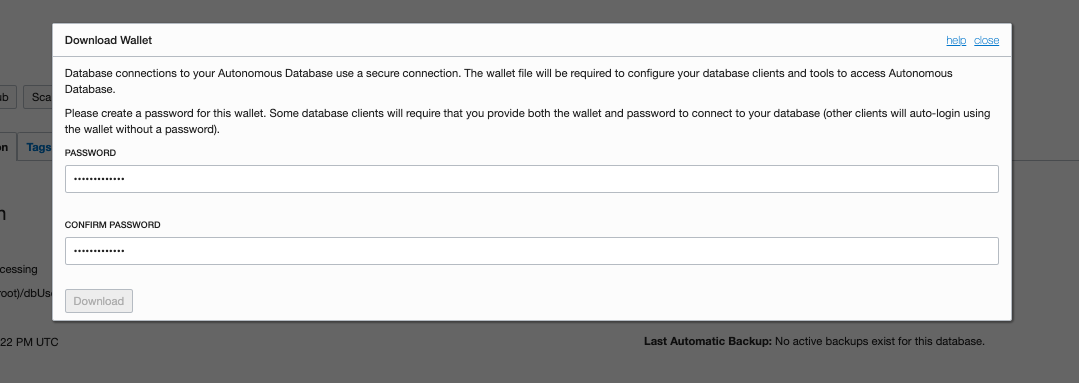 Download Wallet
help close
Database connections to your Autonomous Database use a secure connection. The wallet file will be required to configure your database clients and tools to access Autonomous
Database.
ub
Sca
Please create a password for this wallet. Some database clients will require that you provide both the wallet and password to connect to your database (other clients will auto-login using
the wallet without a password).
on
Tags
PASSWORD
•••••••••••••
n
CONFIRM PASSWORD
•••••••••••••
cessing
root)/dbUs
Download
22 PM UTC
Last Automatic Backup: No active backups exist for this database.